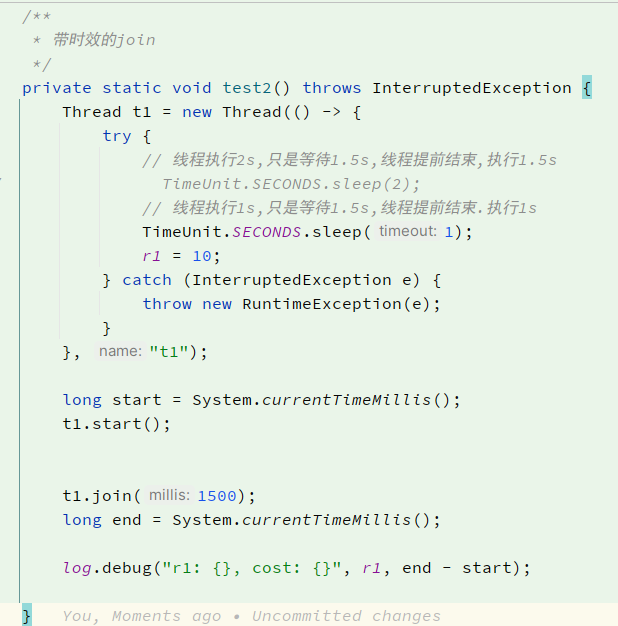 /**
 * 带时效的join
 */
private static void test2() throws InterruptedException {
    Thread t1 = new Thread(() -> {
        try {
            // 线程执行2s,只是等待1.5s,线程提前结束,执行1.5s
              TimeUnit.SECONDS.sleep(2);
            // 线程执行1s,只是等待1.5s,线程提前结束.执行1s
            TimeUnit.SECONDS.sleep( timeout: 1);
            r1 = 10;
        } catch (InterruptedException e) {
            throw new RuntimeException(e);
        }
    }, name: "t1");
    long start = System.currentTimeMillis();
    t1.start();
    t1.join( millis: 1500);
    long end = System.currentTimeMillis();
    log.debug("r1: {}, cost: {}", r1, end - start);
}   You, Moments ago • Uncommitted changes